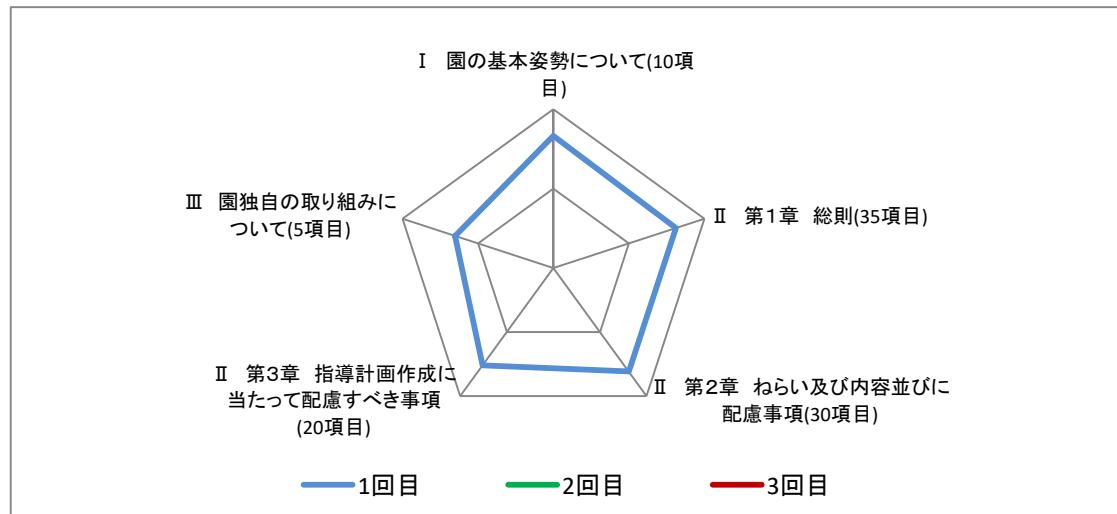 Ⅰ　園の基本姿勢について(10項
目)
Ⅱ　第１章　総則(35項目)
Ⅱ　第２章　ねらい及び内容並びに
配慮事項(30項目)
Ⅱ　第３章　指導計画作成に
当たって配慮すべき事項
(20項目)
Ⅲ　園独自の取り組みに
ついて(5項目)
1回目
2回目
3回目